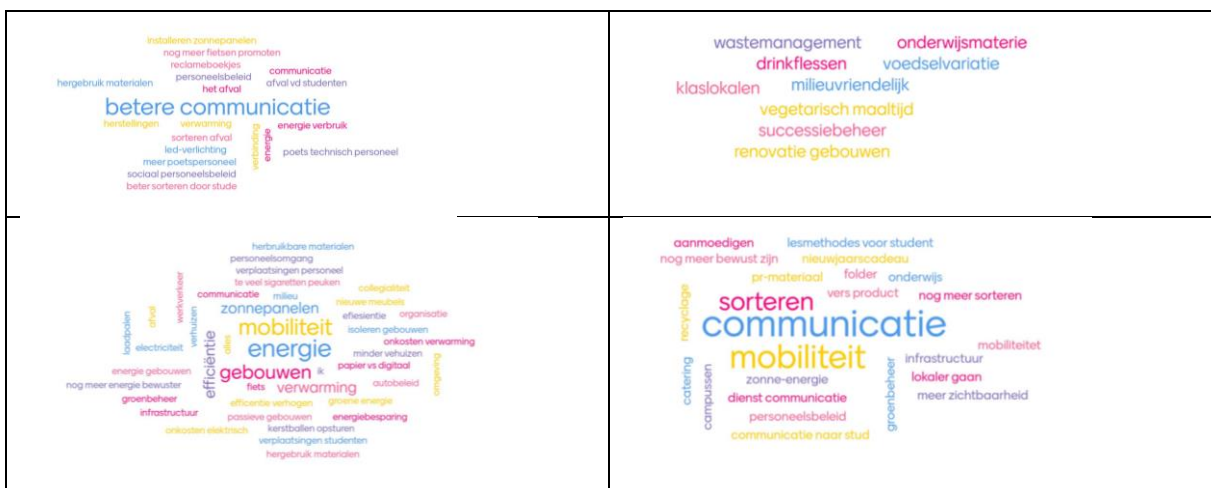 installeren zonnepanelen
nog meer fietsen promoten
reclameboekjes
communicatie
personeelsbeleid
hergebruik materialen
afval vd studenten
het afval
betere communicatie
herstellingen
verwarming
energie verbruik
verbinding
energie
sorteren afval
led-verlichting
poets technisch personeel
meer poetspersoneel
sociaal personeelsbeleid
beter sorteren door stude
wastemanagement
onderwijsmaterie
drinkflessen
voedselvariatie
klaslokalen
milieuvriendelijk
vegetarisch maaltijd
successiebeheer
renovatie gebouwen
herbruikbare materialen
personeelsomgang
verplaatsingen personeel
te veel sigaretten peuken
collegialiteit
communicatie
milieu
nieuwe meubels
zonnepanelen
werkverkeer
afval
laadpalen
verhuizen
eflesientie
organisatie
mobiliteit
isoleren gebouwen
electriciteit
alles
energie
onkosten verwarming
efficiëntie
minder vehuizen
omgeving
energie gebouwen
gebouwen
ik
papier vs digitaal
nog meer energie bewuster
fiets
verwarming
autobeleid
groenbeheer
efficentie verhogen
groene energie
infrastructuur
passieve gebouwen
energiebesparing
onkosten elektrisch
kerstballen opsturen
verplaatsingen studenten
hergebruik materialen
aanmoedigen
lesmethodes voor student
nog meer bewust zijn
nieuwjaarscadeau
pr-materiaal
folder
onderwijs
recyclage
sorteren
vers product
nog meer sorteren
communicatie
mobiliteitet
mobiliteit
infrastructuur
catering
campussen
zonne-energie
groenbeheer
lokaler gaan
dienst communicatie
meer zichtbaarheid
personeelsbeleid
communicatie naar stud